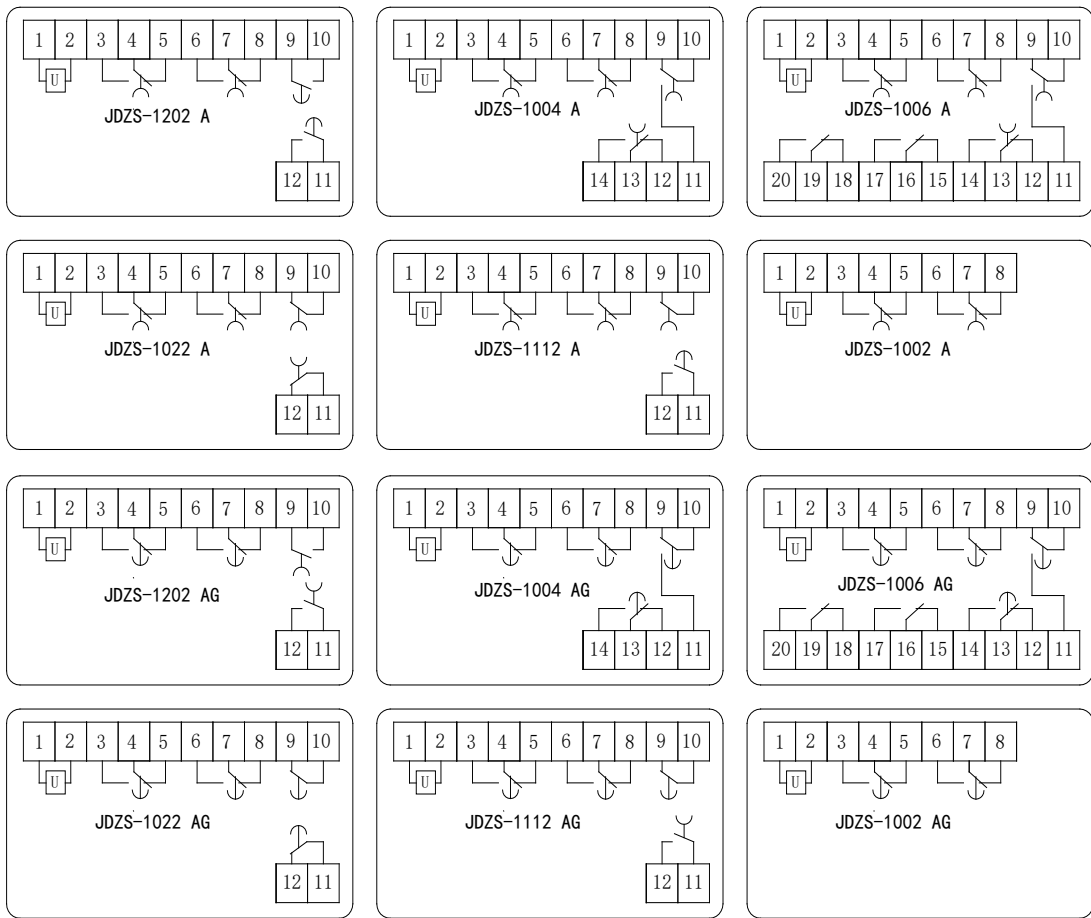 1 2 3 4 5 6 7 8 9 10
U
JDZS-1202 A
12 11
1 2 3 4 5 6 7 8 9 10
U
JDZS-1004 A
14 13 12 11
1 2 3 4 5 6 7 8 9 10
U
JDZS-1006 A
20 19 18 17 16 15 14 13 12 11
1 2 3 4 5 6 7 8 9 10
U
JDZS-1022 A
12 11
1 2 3 4 5 6 7 8 9 10
U
JDZS-1112 A
12 11
1 2 3 4 5 6 7 8
U
JDZS-1002 A
1 2 3 4 5 6 7 8 9 10
U
JDZS-1202 AG
12 11
1 2 3 4 5 6 7 8 9 10
U
JDZS-1004 AG
14 13 12 11
1 2 3 4 5 6 7 8 9 10
U
JDZS-1006 AG
20 19 18 17 16 15 14 13 12 11
1 2 3 4 5 6 7 8 9 10
U
JDZS-1022 AG
12 11
1 2 3 4 5 6 7 8 9 10
U
JDZS-1112 AG
12 11
1 2 3 4 5 6 7 8
U
JDZS-1002 AG